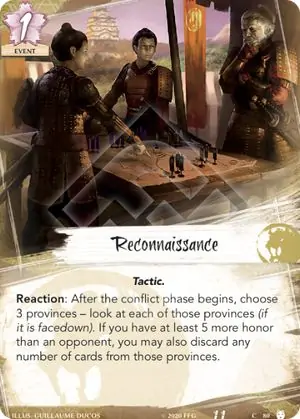 1
EVENT
Reconnaissance
Tactic.
Reaction: After the conflict phase begins, choose
3 provinces – look at each of those provinces (if
it is facedown). If you have at least 5 more honor
than an opponent, you may also discard any
number of cards from those provinces.
ILLUS. GUILLAUME DUCOS
© 2020 FFG
C 80